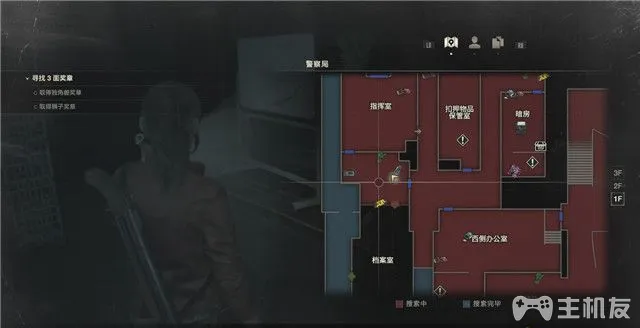 寻找 3 面奖章
取得独角兽奖章
取得狮子奖章
警察局
指挥室
扣押物品
保管室
暗房
3F
2F
1F
西侧办公室
档案室
搜索中
搜索完毕
主机友